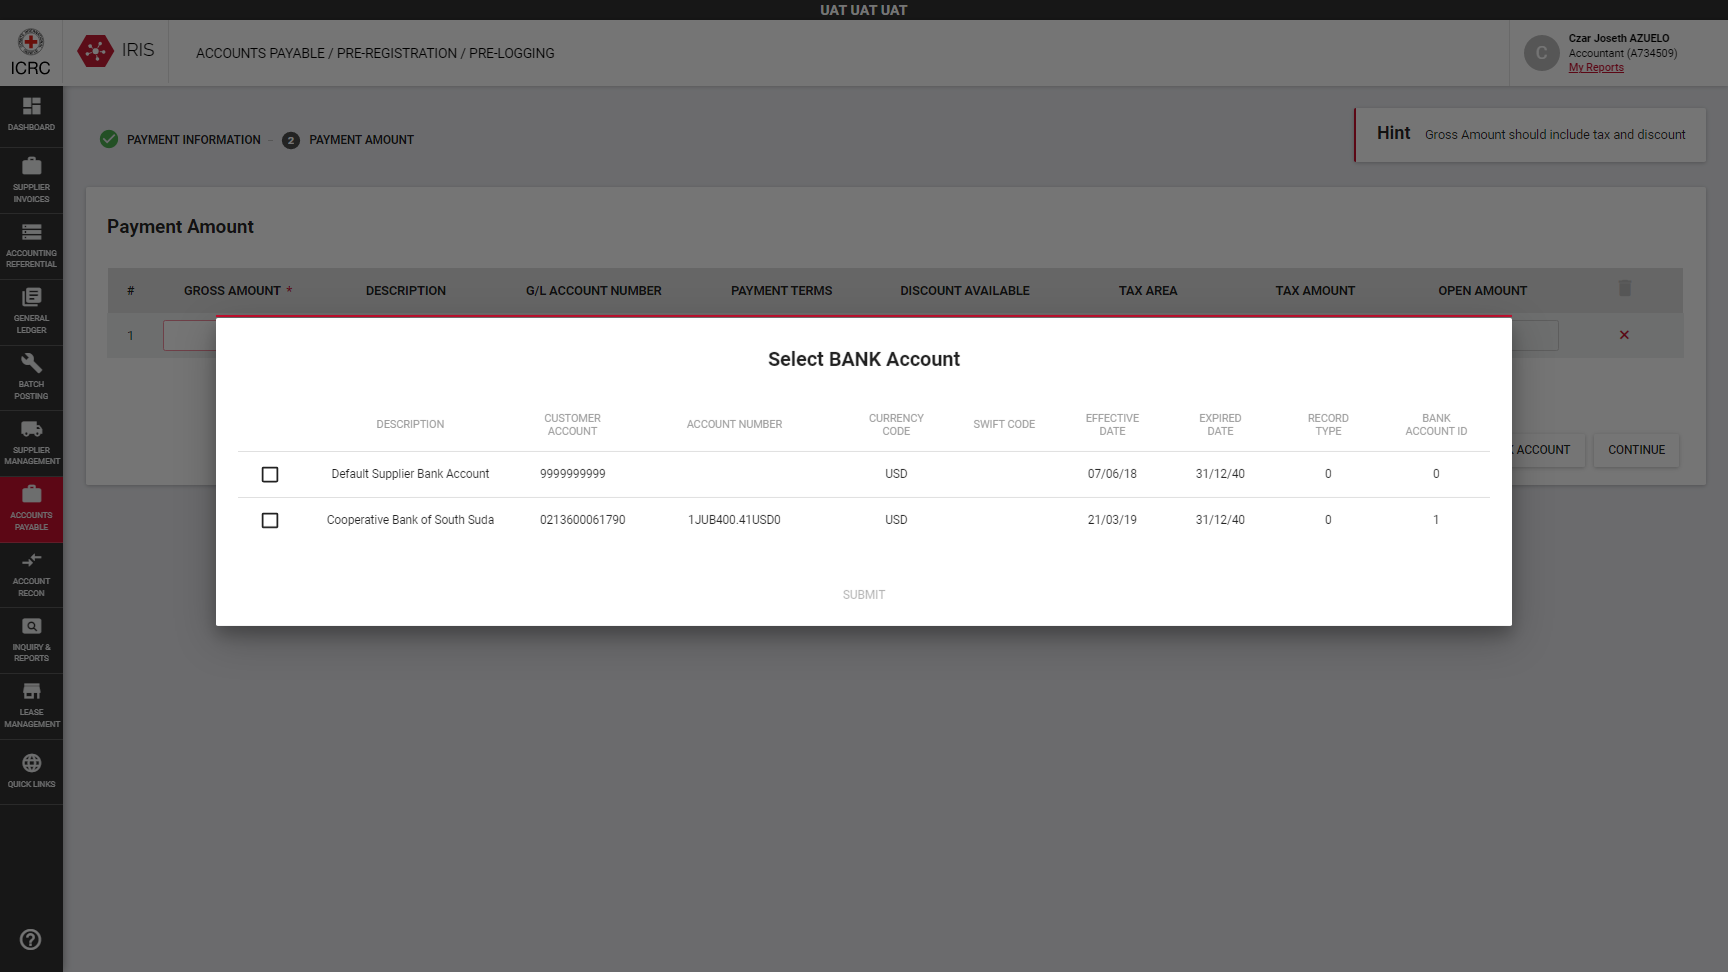 UAT UAT UAT
ICRC
IRIS
ACCOUNTS PAYABLE / PRE-REGISTRATION / PRE-LOGGING
C
Czar Joseth AZUELO
Accountant (A734509)
My Reports
DASHBOARD
SUPPLIER
INVOICES
ACCOUNTING
REFERENTIAL
GENERAL
LEDGER
BATCH
POSTING
SUPPLIER
MANAGEMENT
ACCOUNTS
PAYABLE
ACCOUNT
RECON
INQUIRY &
REPORTS
LEASE
MANAGEMENT
QUICK LINKS
PAYMENT INFORMATION - 2 PAYMENT AMOUNT
Hint Gross Amount should include tax and discount
Payment Amount
# GROSS AMOUNT * DESCRIPTION G/L ACCOUNT NUMBER PAYMENT TERMS DISCOUNT AVAILABLE TAX AREA TAX AMOUNT OPEN AMOUNT
1
ACCOUNT CONTINUE
Select BANK Account
DESCRIPTION CUSTOMER ACCOUNT ACCOUNT NUMBER CURRENCY CODE SWIFT CODE EFFECTIVE DATE EXPIRED DATE RECORD TYPE BANK ACCOUNT ID
Default Supplier Bank Account 9999999999 USD 07/06/18 31/12/40 0 0
Cooperative Bank of South Suda 0213600061790 1JUB400.41USD0 USD 21/03/19 31/12/40 0 1
SUBMIT